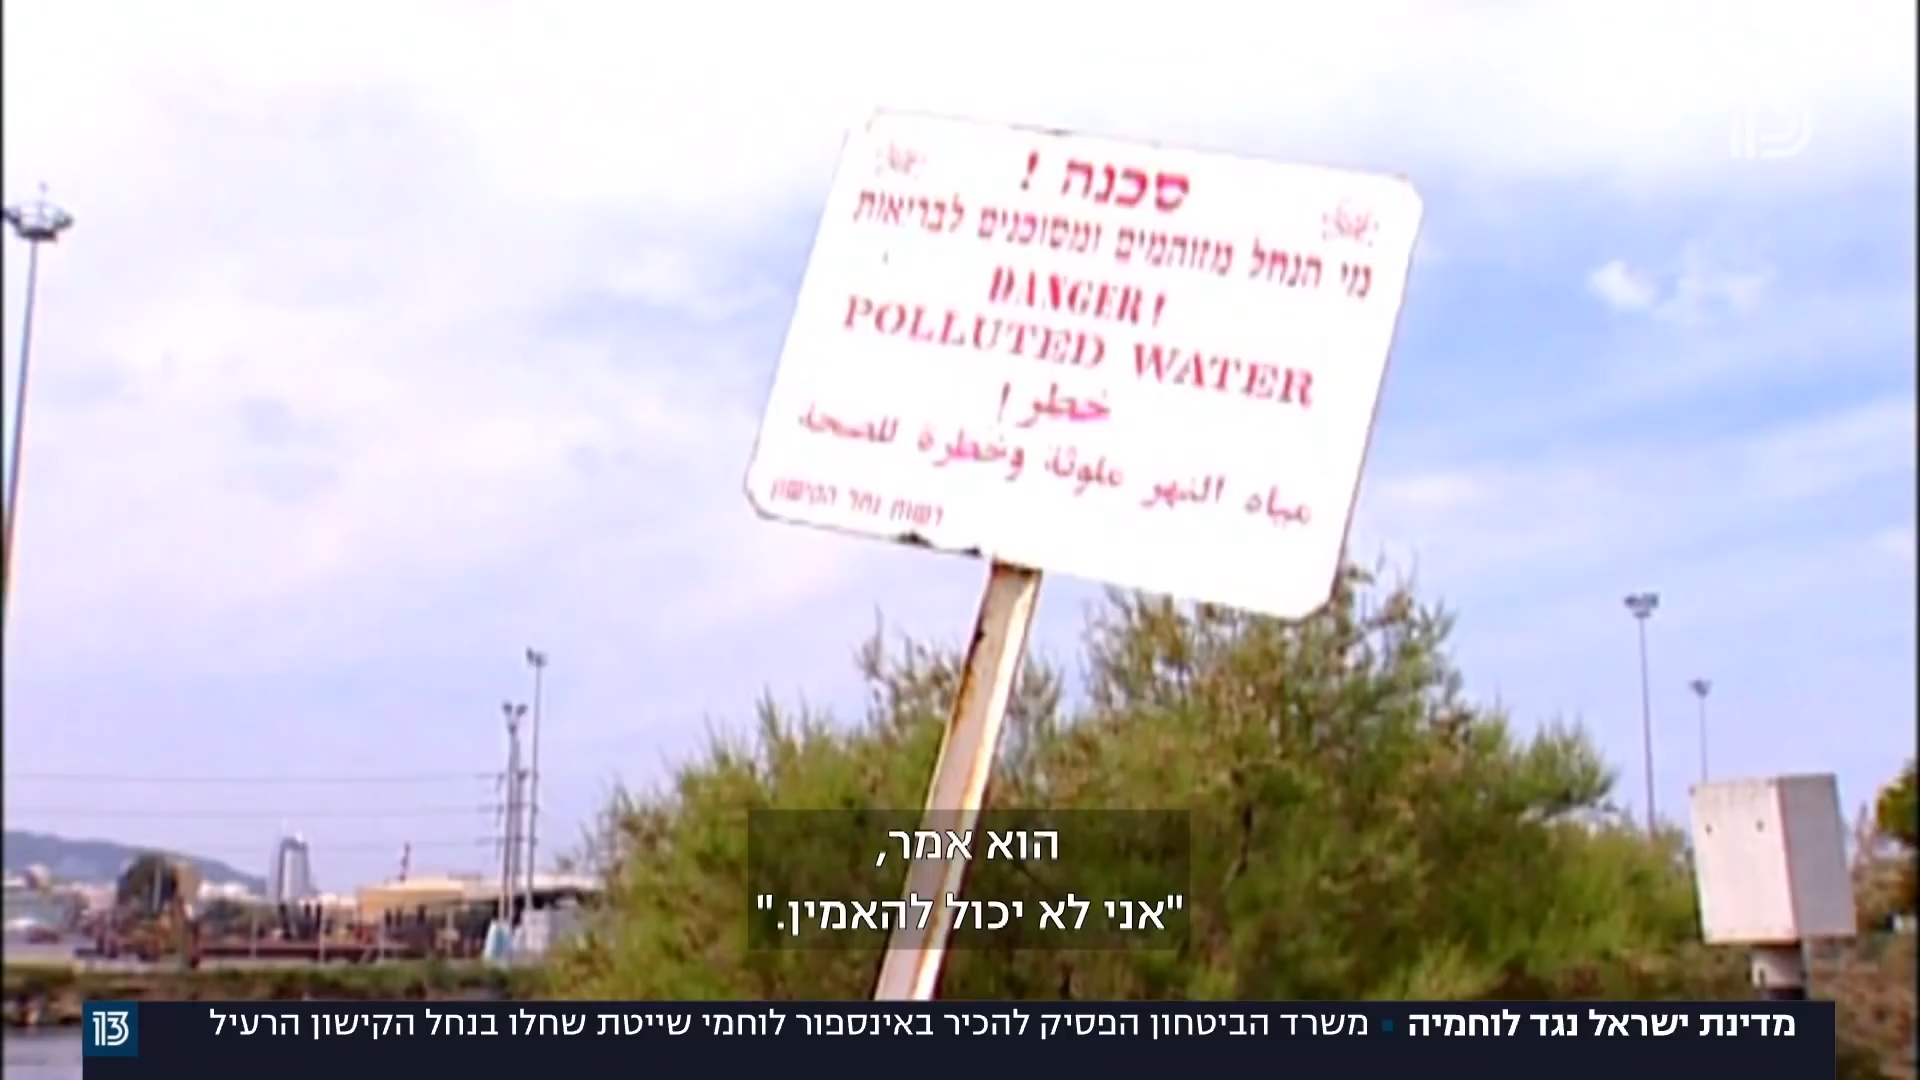 13
סכנה !
מי הנחל מזוהמים ומסוכנים לבריאות
DANGER!
POLLUTED WATER
خطر !
مياه النهر ملوثة وخطرة للصحة
רשות נחל הקישון
הוא אמר,
"אני לא יכול להאמין."
מדינת ישראל נגד לוחמיה ▪ משרד הביטחון הפסיק להכיר באינספור לוחמי שייטת שחלו בנחל הקישון הרעיל
13